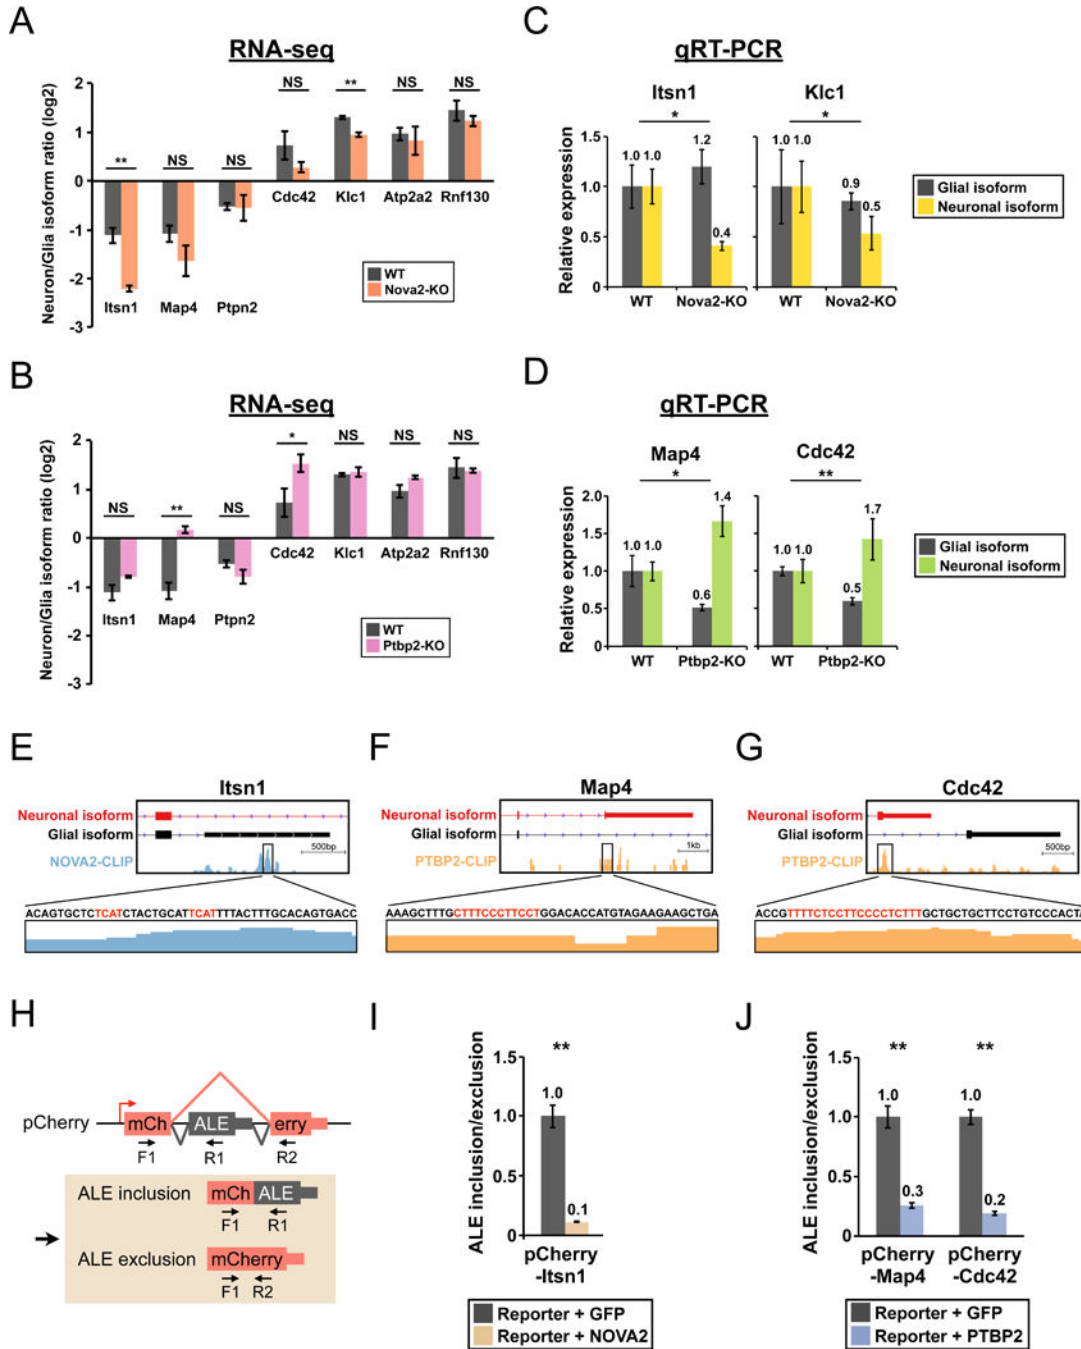 A
RNA-seq
Neuron/Glia isoform ratio (log2)
2
1
0
-1
-2
-3
** NS NS NS ** NS NS
Cdc42 Klc1 Atp2a2 Rnf130
Itsn1 Map4 Ptpn2
WT
Nova2-KO
C
qRT-PCR
Itsn1 Klc1
* *
Relative expression
1.5
1.0
0.5
0
1.0 1.0 1.2 0.4
1.0 1.0 0.9 0.5
WT Nova2-KO WT Nova2-KO
Glial isoform
Neuronal isoform
B
RNA-seq
Neuron/Glia isoform ratio (log2)
2
1
0
-1
-2
-3
NS ** NS * NS NS NS
Cdc42 Klc1 Atp2a2 Rnf130
Itsn1 Map4 Ptpn2
WT
Ptbp2-KO
D
qRT-PCR
Map4 Cdc42
* **
Relative expression
2.0
1.5
1.0
0.5
0
1.0 1.0 0.6 1.4
1.0 1.0 0.5 1.7
WT Ptbp2-KO WT Ptbp2-KO
Glial isoform
Neuronal isoform
E
Itsn1
Neuronal isoform
Glial isoform
NOVA2-CLIP
500bp
ACAGTGCTCTCATCTACTGCATTCATTTTACTTTGCACAGTGACC
F
Map4
Neuronal isoform
Glial isoform
PTBP2-CLIP
1kb
AAAGCTTTGCTTTCCCTTCCTGGACACCATGTAGAAGAAGCTGA
G
Cdc42
Neuronal isoform
Glial isoform
PTBP2-CLIP
500bp
ACCGTTTTCTCCTTCCCCTCTTTGCTGCTGCTTCCTGTCCCACTA
H
pCherry
mCh ALE erry
F1 R1 R2
ALE inclusion
mCh ALE
F1 R1
ALE exclusion
mCherry
F1 R2
I
ALE inclusion/exclusion
1.5
1.0
0.5
0
**
1.0
0.1
pCherry
-Itsn1
Reporter + GFP
Reporter + NOVA2
J
ALE inclusion/exclusion
1.5
1.0
0.5
0
** **
1.0 0.3 1.0 0.2
pCherry pCherry
-Map4 -Cdc42
Reporter + GFP
Reporter + PTBP2